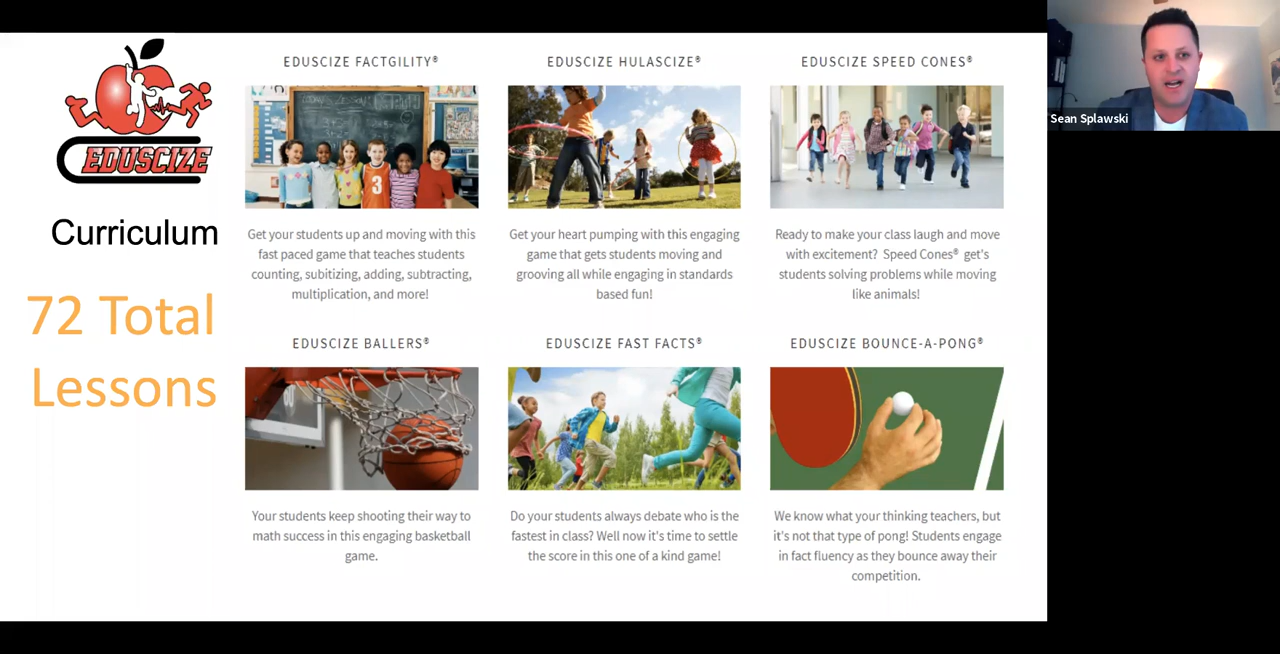 EDUSCIZE
Curriculum
72 Total
Lessons
EDUSCIZE FACTGILITY®
Get your students up and moving with this
fast paced game that teaches students
counting, subitizing, adding, subtracting,
multiplication, and more!
EDUSCIZE HULASCIZE®
Get your heart pumping with this engaging
game that gets students moving and
grooving all while engaging in standards
based fun!
EDUSCIZE SPEED CONES®
Ready to make your class laugh and move
with excitement? Speed Cones® get's
students solving problems while moving
like animals!
EDUSCIZE BALLERS®
Your students keep shooting their way to
math success in this engaging basketball
game.
EDUSCIZE FAST FACTS®
Do your students always debate who is the
fastest in class? Well now it's time to settle
the score in this one of a kind game!
EDUSCIZE BOUNCE-A-PONG®
We know what your thinking teachers, but
it's not that type of pong! Students engage
in fact fluency as they bounce away their
competition.
3
Sean Splawski